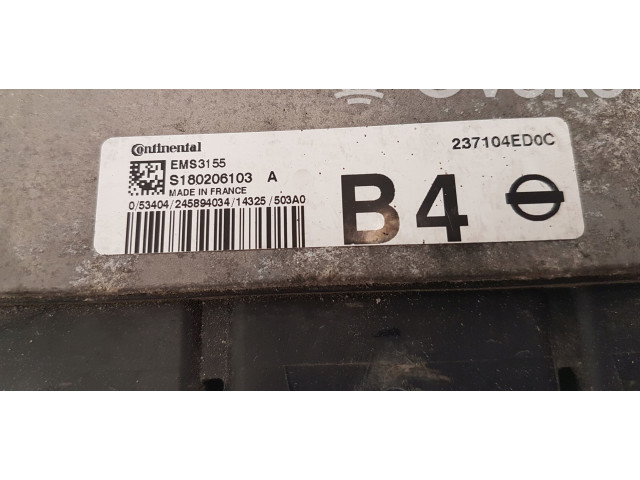 Continental
237104ED0C
EMS3155
S180206103 A
MADE IN FRANCE
0/53404/245894034/14325/503A0
B4